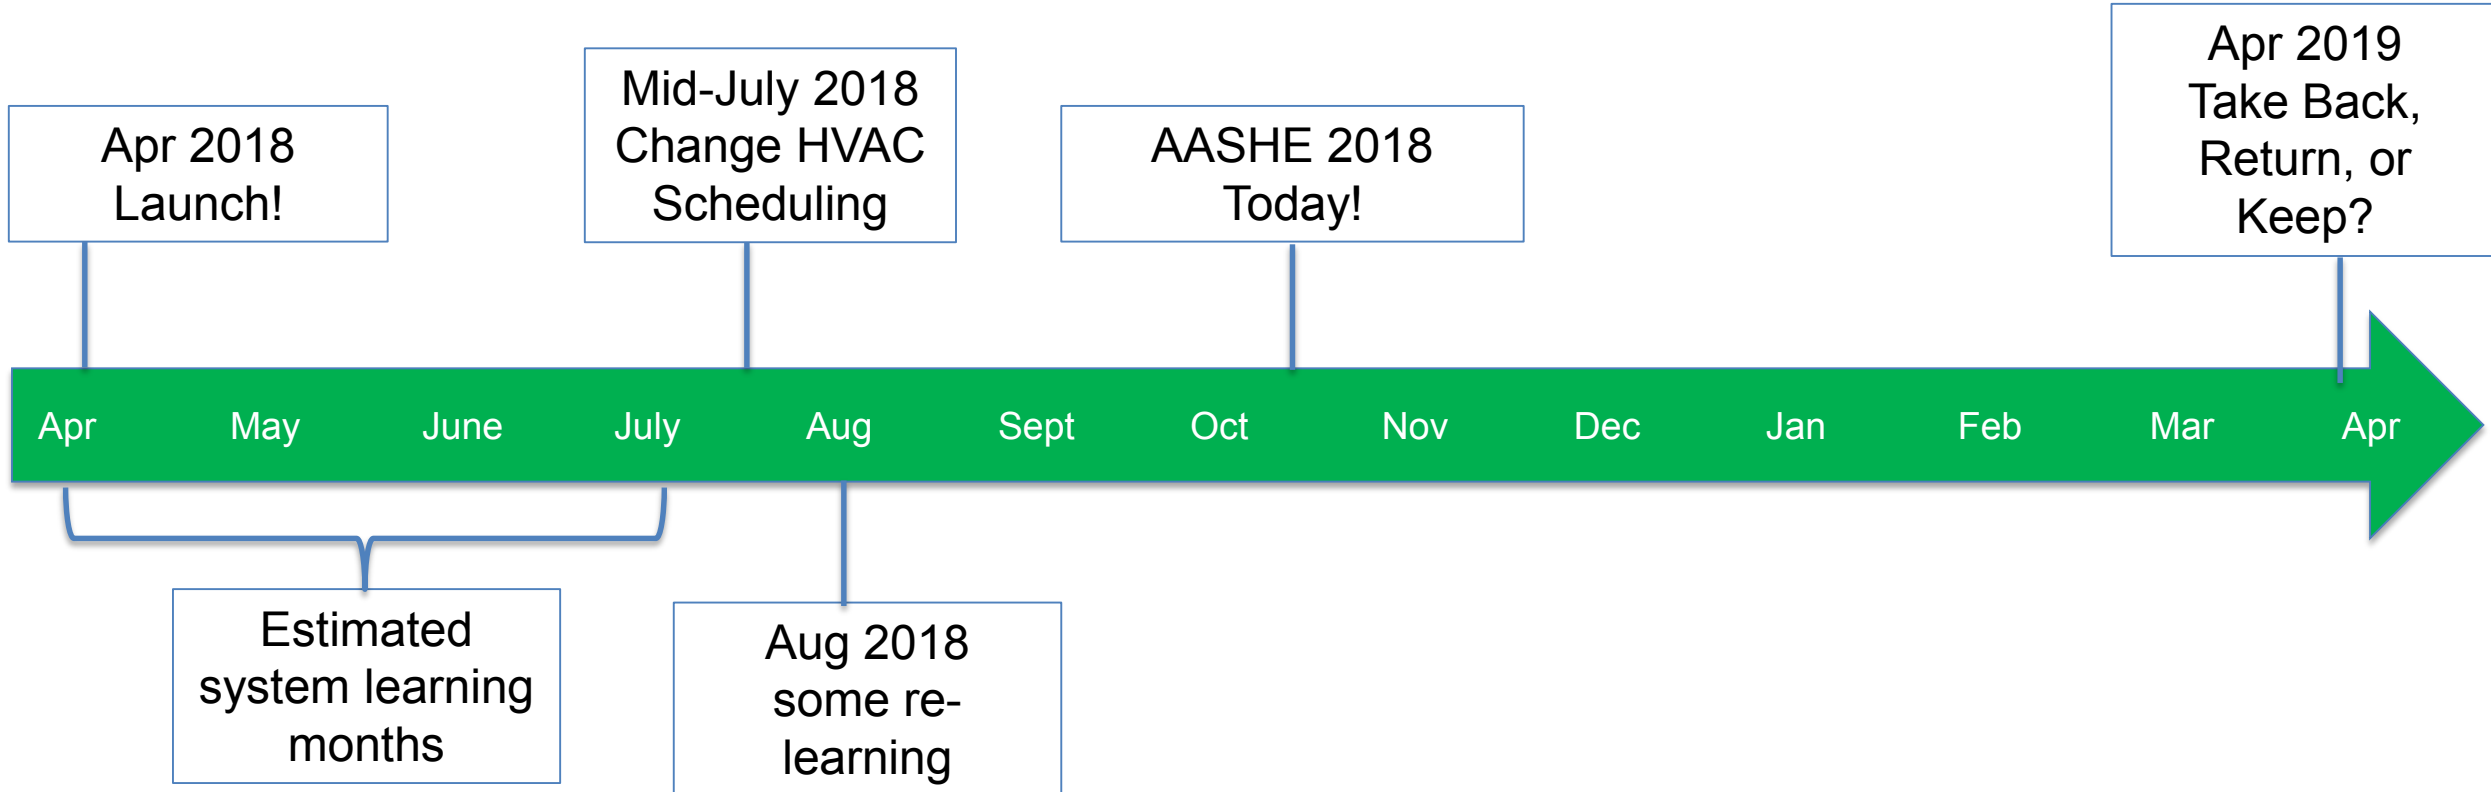 Apr 2018
Launch!
Mid-July 2018
Change HVAC
Scheduling
AASHE 2018
Today!
Apr 2019
Take Back,
Return, or
Keep?
Apr May June July Aug Sept Oct Nov Dec Jan Feb Mar Apr
Estimated
system learning
months
Aug 2018
some re-
learning